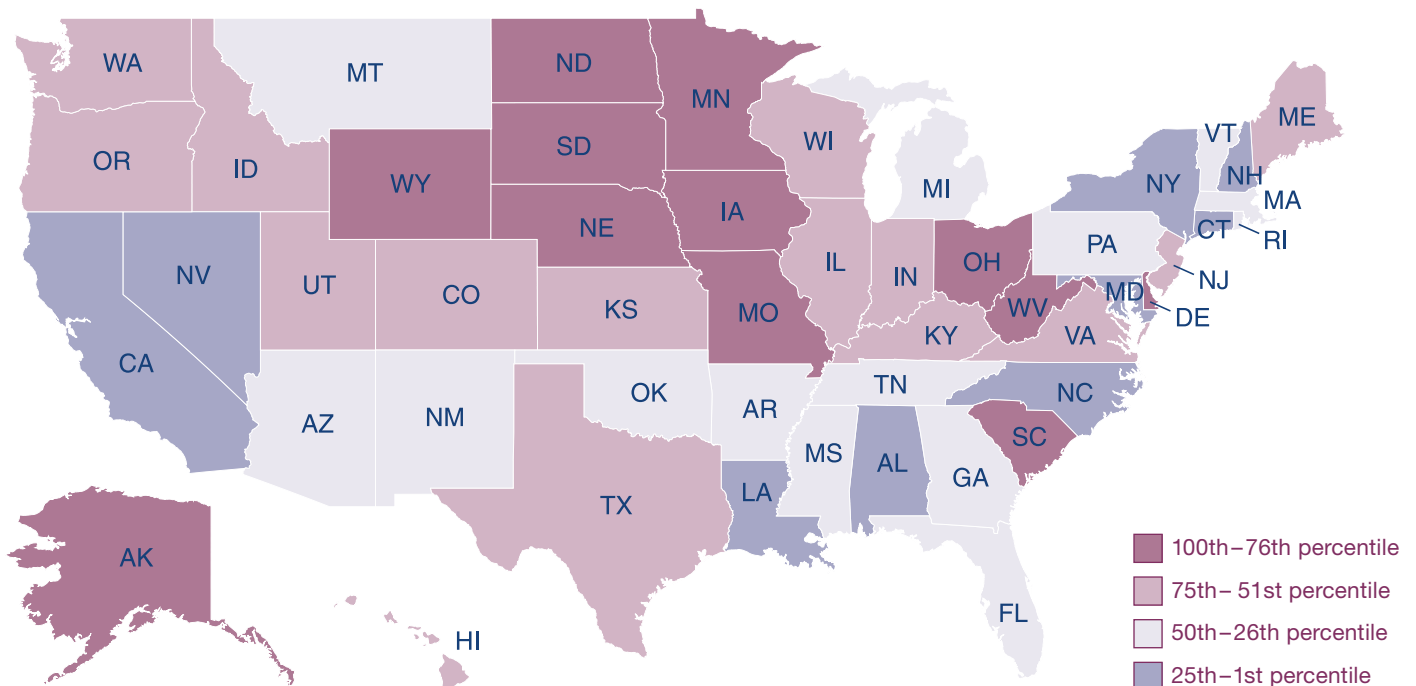 WA
MT
ND
MN
ME
OR
ID
SD
WI
VT
NH
NY
WY
MI
MA
NE
IA
CT
RI
PA
NV
UT
CO
IL
IN
OH
NJ
KS
MO
WV
MD
DE
CA
KY
VA
OK
TN
NC
AZ
NM
AR
SC
MS
AL
GA
LA
TX
AK
FL
HI
100th–76th percentile
75th–51st percentile
50th–26th percentile
25th–1st percentile